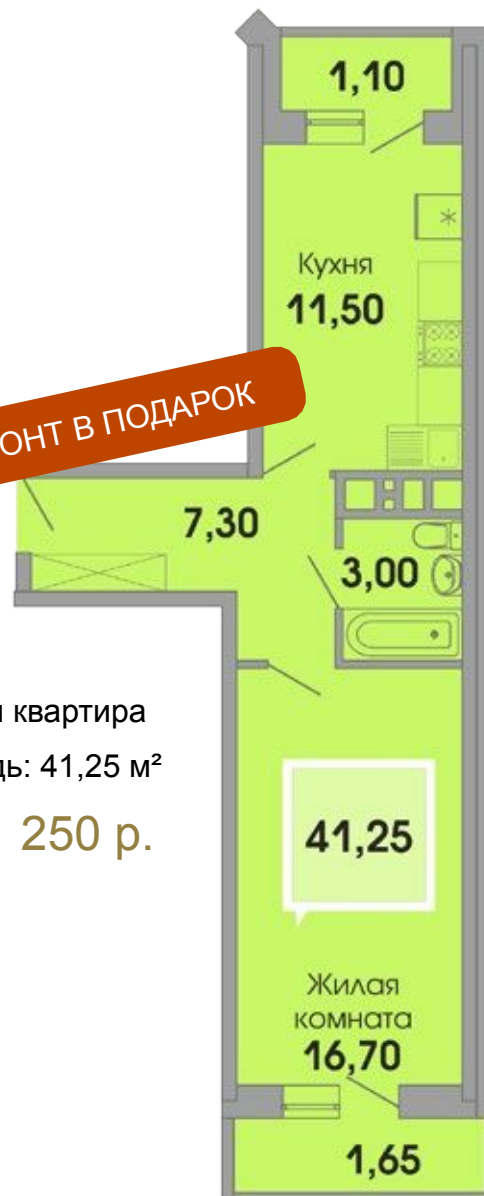 1,10
Кухня
11,50
ОНТ В ПОДАРОК
7,30
3,00
квартира
ь: 41,25 м²
250 р.
41,25
Жилая
комната
16,70
1,65